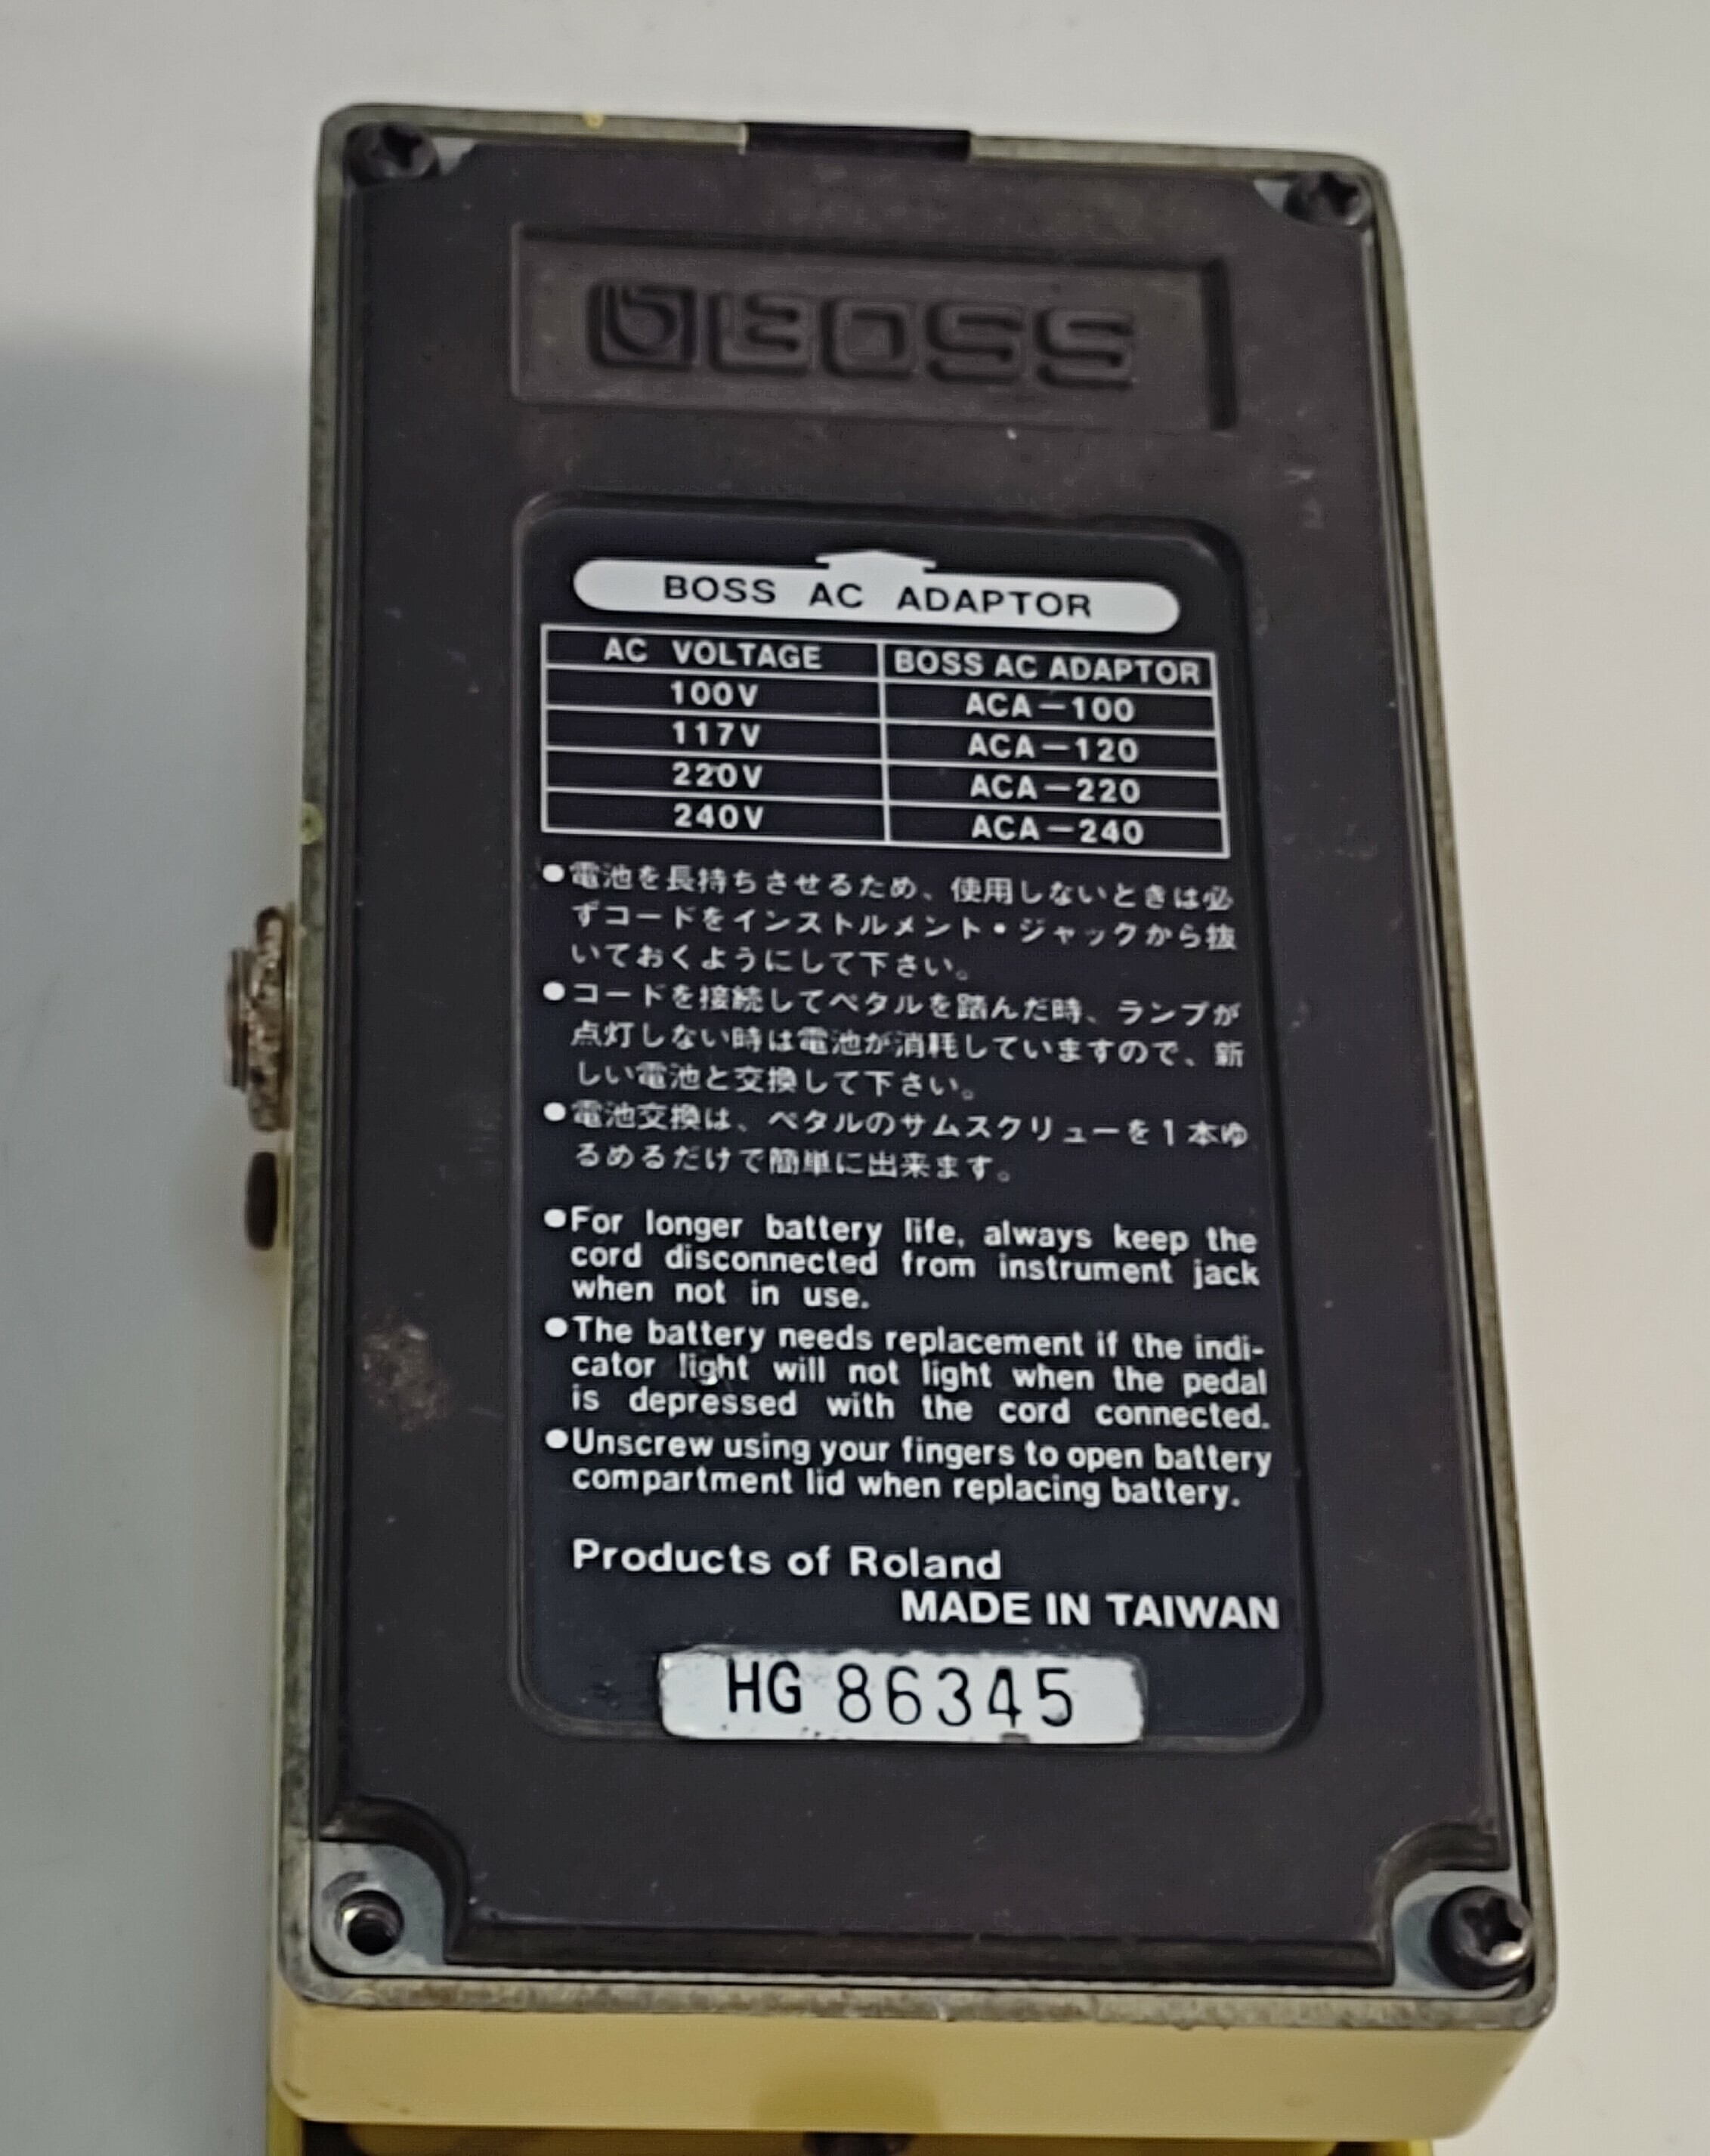 BOSS
BOSS AC ADAPTOR
AC VOLTAGE BOSS AC ADAPTOR
100V ACA-100
117V ACA-120
220V ACA-220
240V ACA-240
●電池を長持ちさせるため、使用しないときは必
ずコードをインストルメント・ジャックから抜
いておくようにして下さい。
●コードを接続してペタルを踏んだ時、ランプが
点灯しない時は電池が消耗していますので、新
しい電池と交換して下さい。
●電池交換は、ペタルのサムスクリューを1本ゆ
るめるだけで簡単に出来ます。
●For longer battery life, always keep the
cord disconnected from instrument jack
when not in use.
●The battery needs replacement if the indi-
cator light will not light when the pedal
is depressed with the cord connected.
●Unscrew using your fingers to open battery
compartment lid when replacing battery.
Products of Roland
MADE IN TAIWAN
HG 86345